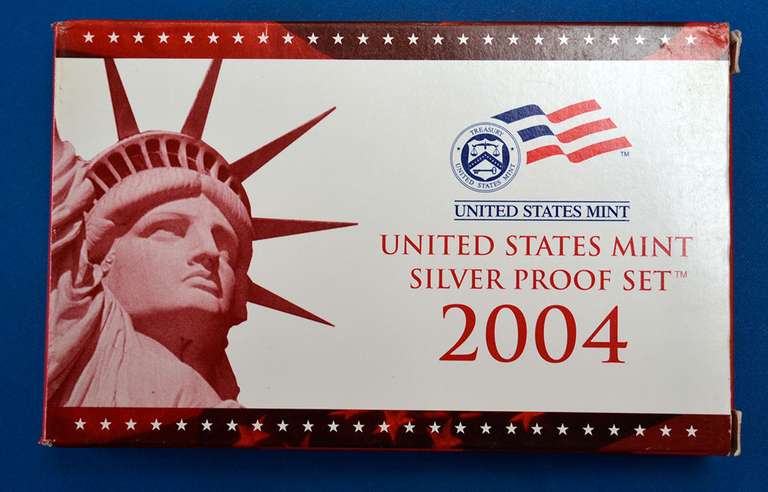 TREASURY
UNITED STATES MINT
TM
UNITED STATES MINT
UNITED STATES MINT
SILVER PROOF SET™
2004